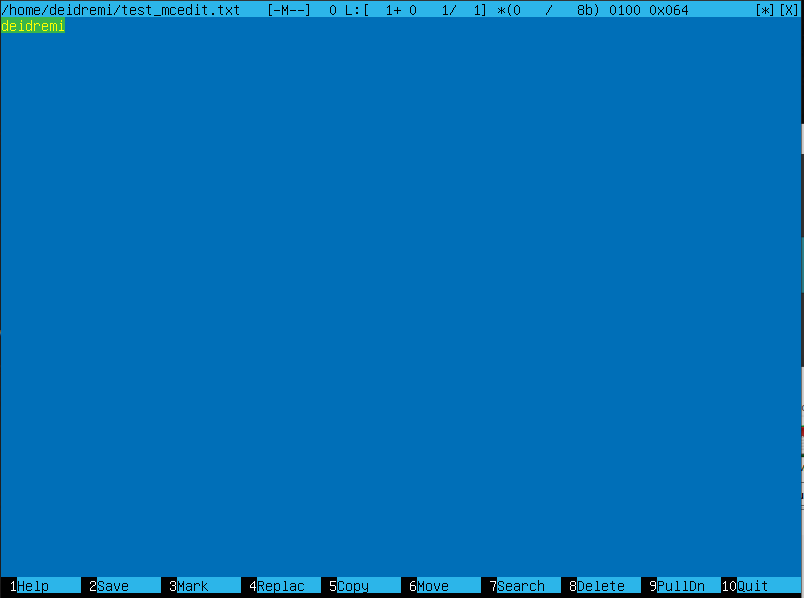 /home/deidremi/test_mcedit.txt   [-M--]  0 L:[  1+ 0   1/  1] *(0   /   8b) 0100 0x064        [*][X]
deidremi
1Help 2Save 3Mark 4Replac 5Copy 6Move 7Search 8Delete 9PullDn 10Quit